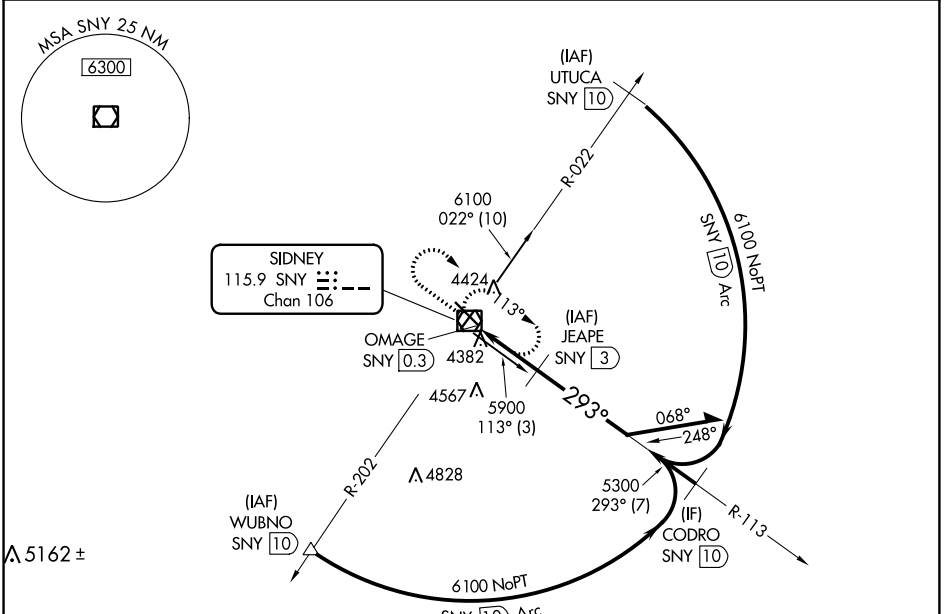 MSA SNY 25 NM
6300
(IAF)
UTUCA
SNY 10
R-022
6100
022° (10)
6100 NoPT
SNY 10 Arc
SIDNEY
115.9 SNY
Chan 106
4424
113°
(IAF)
JEAPE
SNY 3
OMAGE
SNY 0.3
4382
4567
5900
113° (3)
293°
068°
248°
R-202
4828
5300
293° (7)
(IF)
CODRO
SNY 10
R-113
(IAF)
WUBNO
SNY 10
5162 ±
6100 NoPT
SNY 10 Arc